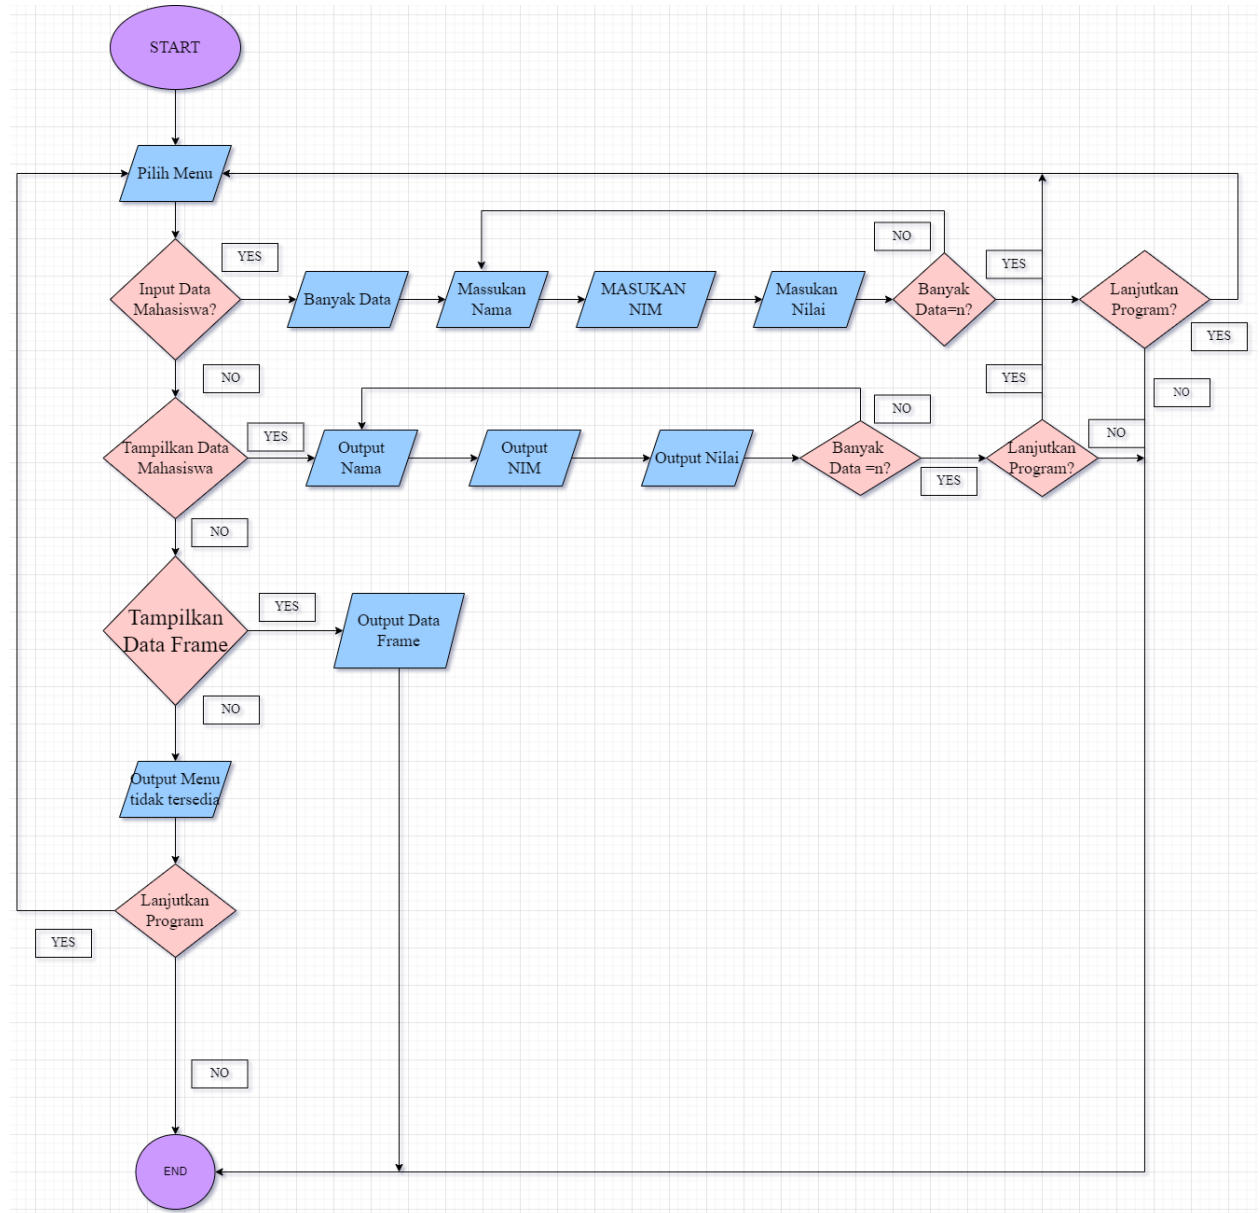 START
Pilih Menu
YES
Input Data
Mahasiswa?
Banyak Data
Massukan
Nama
MASUKAN
NIM
Masukan
Nilai
NO
Banyak
Data=n?
YES
Lanjutkan
Program?
YES
NO
YES
NO
Tampilkan Data
Mahasiswa
YES
Output
Nama
Output
NIM
Output Nilai
NO
Banyak
Data =n?
YES
Lanjutkan
Program?
NO
NO
Tampilkan
Data Frame
YES
Output Data
Frame
NO
Output Menu
tidak tersedia
Lanjutkan
Program
YES
NO
END